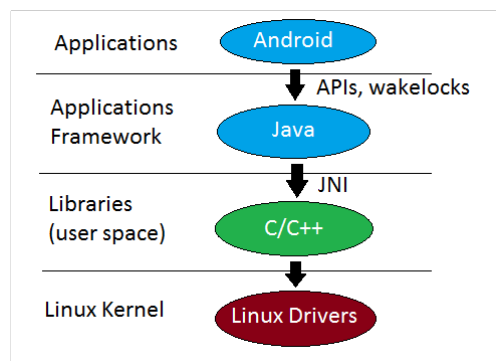 Applications
Android
APIs, wakelocks
Applications
Framework
Java
JNI
Libraries
(user space)
C/C++
Linux Kernel
Linux Drivers